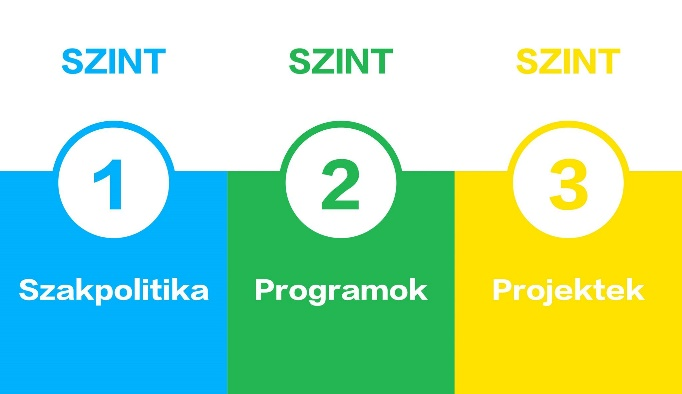 SZINT
1
Szakpolitika
SZINT
2
Programok
SZINT
3
Projektek